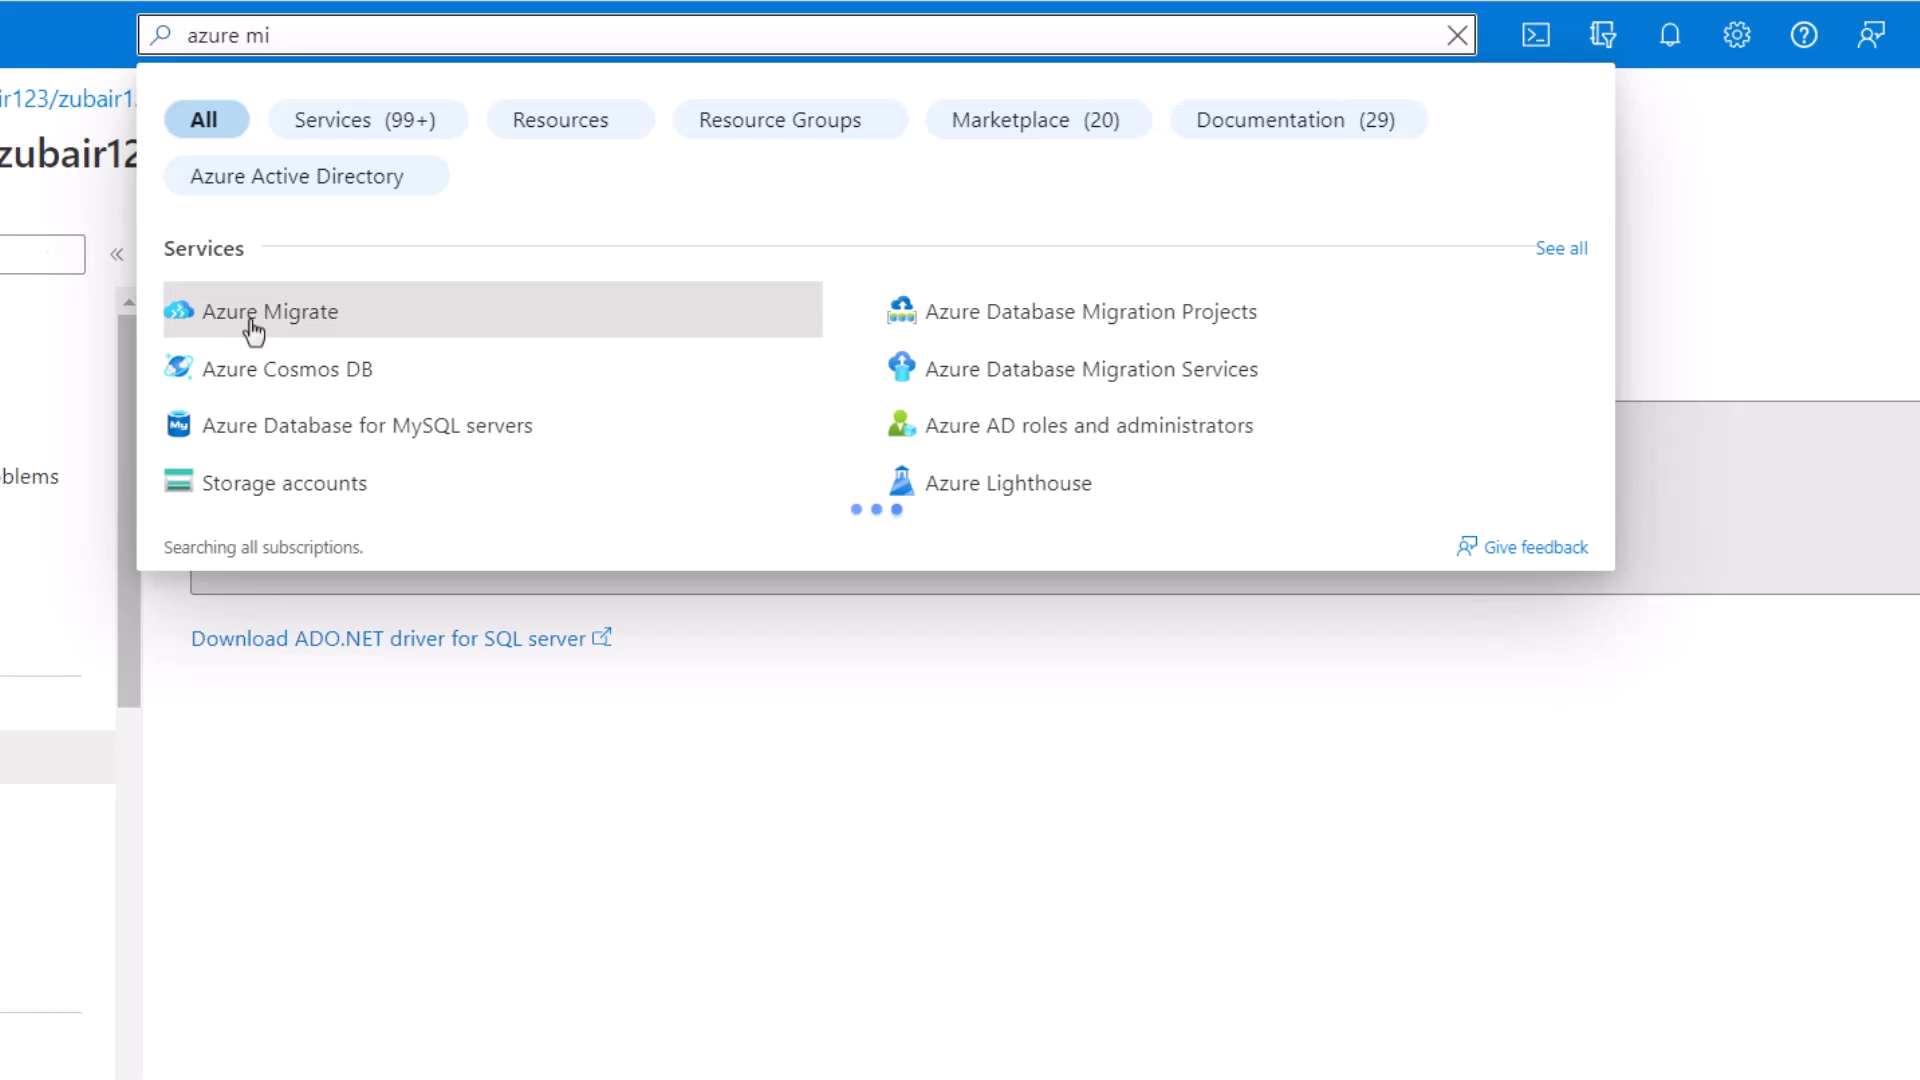 azure mi
ir123/zubair1
zubair12
All
Services (99+)
Resources
Resource Groups
Marketplace (20)
Documentation (29)
Azure Active Directory
Services
See all
Azure Migrate
Azure Database Migration Projects
Azure Cosmos DB
Azure Database Migration Services
Azure Database for MySQL servers
Azure AD roles and administrators
oblems
Storage accounts
Azure Lighthouse
Searching all subscriptions.
Give feedback
Download ADO.NET driver for SQL server